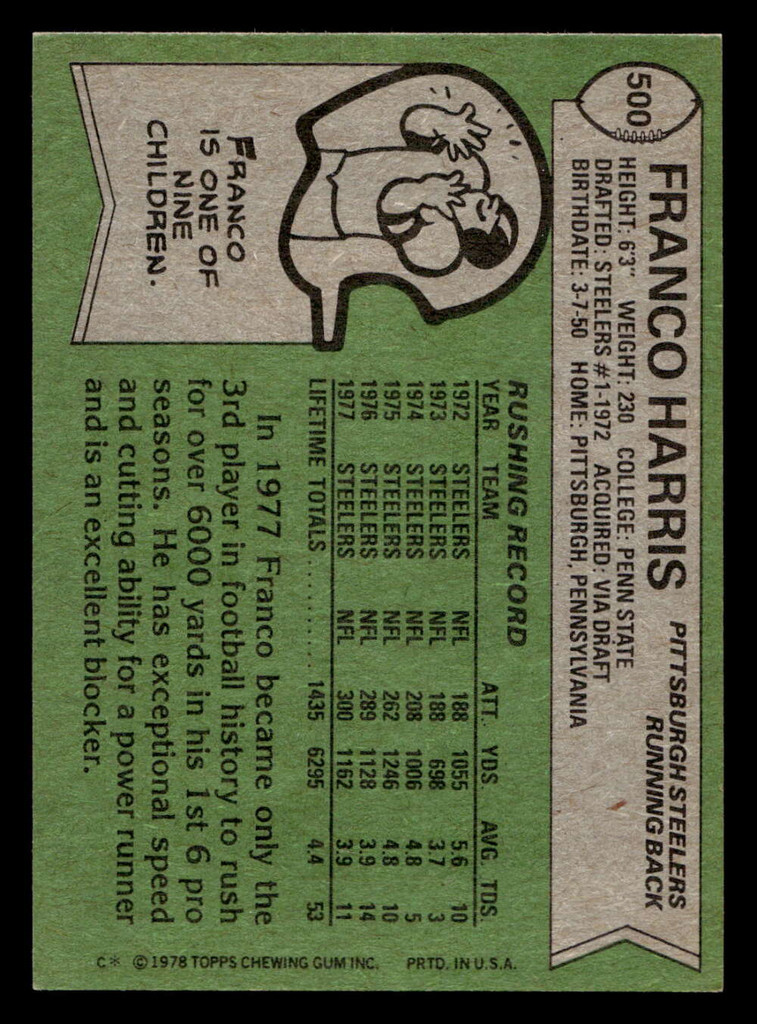 500
FRANCO HARRIS
PITTSBURGH STEELERS
RUNNING BACK
HEIGHT: 6'3" WEIGHT: 230 COLLEGE: PENN STATE
DRAFTED: STEELERS #1-1972 ACQUIRED: VIA DRAFT
BIRTHDATE: 3-7-50 HOME: PITTSBURGH, PENNSYLVANIA
FRANCO
IS ONE OF
NINE
CHILDREN.
RUSHING RECORD
YEAR TEAM ATT. YDS. AVG. TDS.
1972 STEELERS NFL 188 1055 5.6 10
1973 STEELERS NFL 188 698 3.7 3
1974 STEELERS NFL 208 1006 4.8 5
1975 STEELERS NFL 262 1246 4.8 10
1976 STEELERS NFL 289 1128 3.9 14
1977 STEELERS NFL 300 1162 3.9 11
LIFETIME TOTALS .......... 1435 6295 4.4 53
In 1977 Franco became only the
3rd player in football history to rush
for over 6000 yards in his 1st 6 pro
seasons. He has exceptional speed
and cutting ability for a power runner
and is an excellent blocker.
C* © 1978 TOPPS CHEWING GUM INC. PRTD. IN U.S.A.